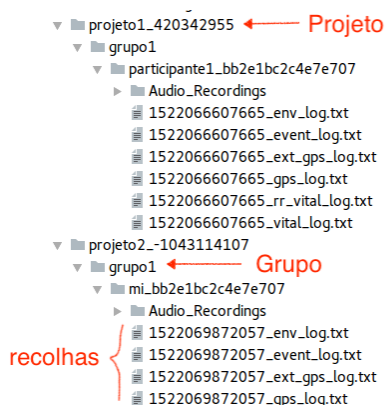 projeto1_420342955 Projeto
grupo1
participante1_bb2e1bc2c4e7e707
Audio_Recordings
1522066607665_env_log.txt
1522066607665_event_log.txt
1522066607665_ext_gps_log.txt
1522066607665_gps_log.txt
1522066607665_rr_vital_log.txt
1522066607665_vital_log.txt
projeto2_-1043114107
grupo1 Grupo
mi_bb2e1bc2c4e7e707
Audio_Recordings
1522069872057_env_log.txt
1522069872057_event_log.txt
recolhas 1522069872057_ext_gps_log.txt
1522069872057_gps_log.txt